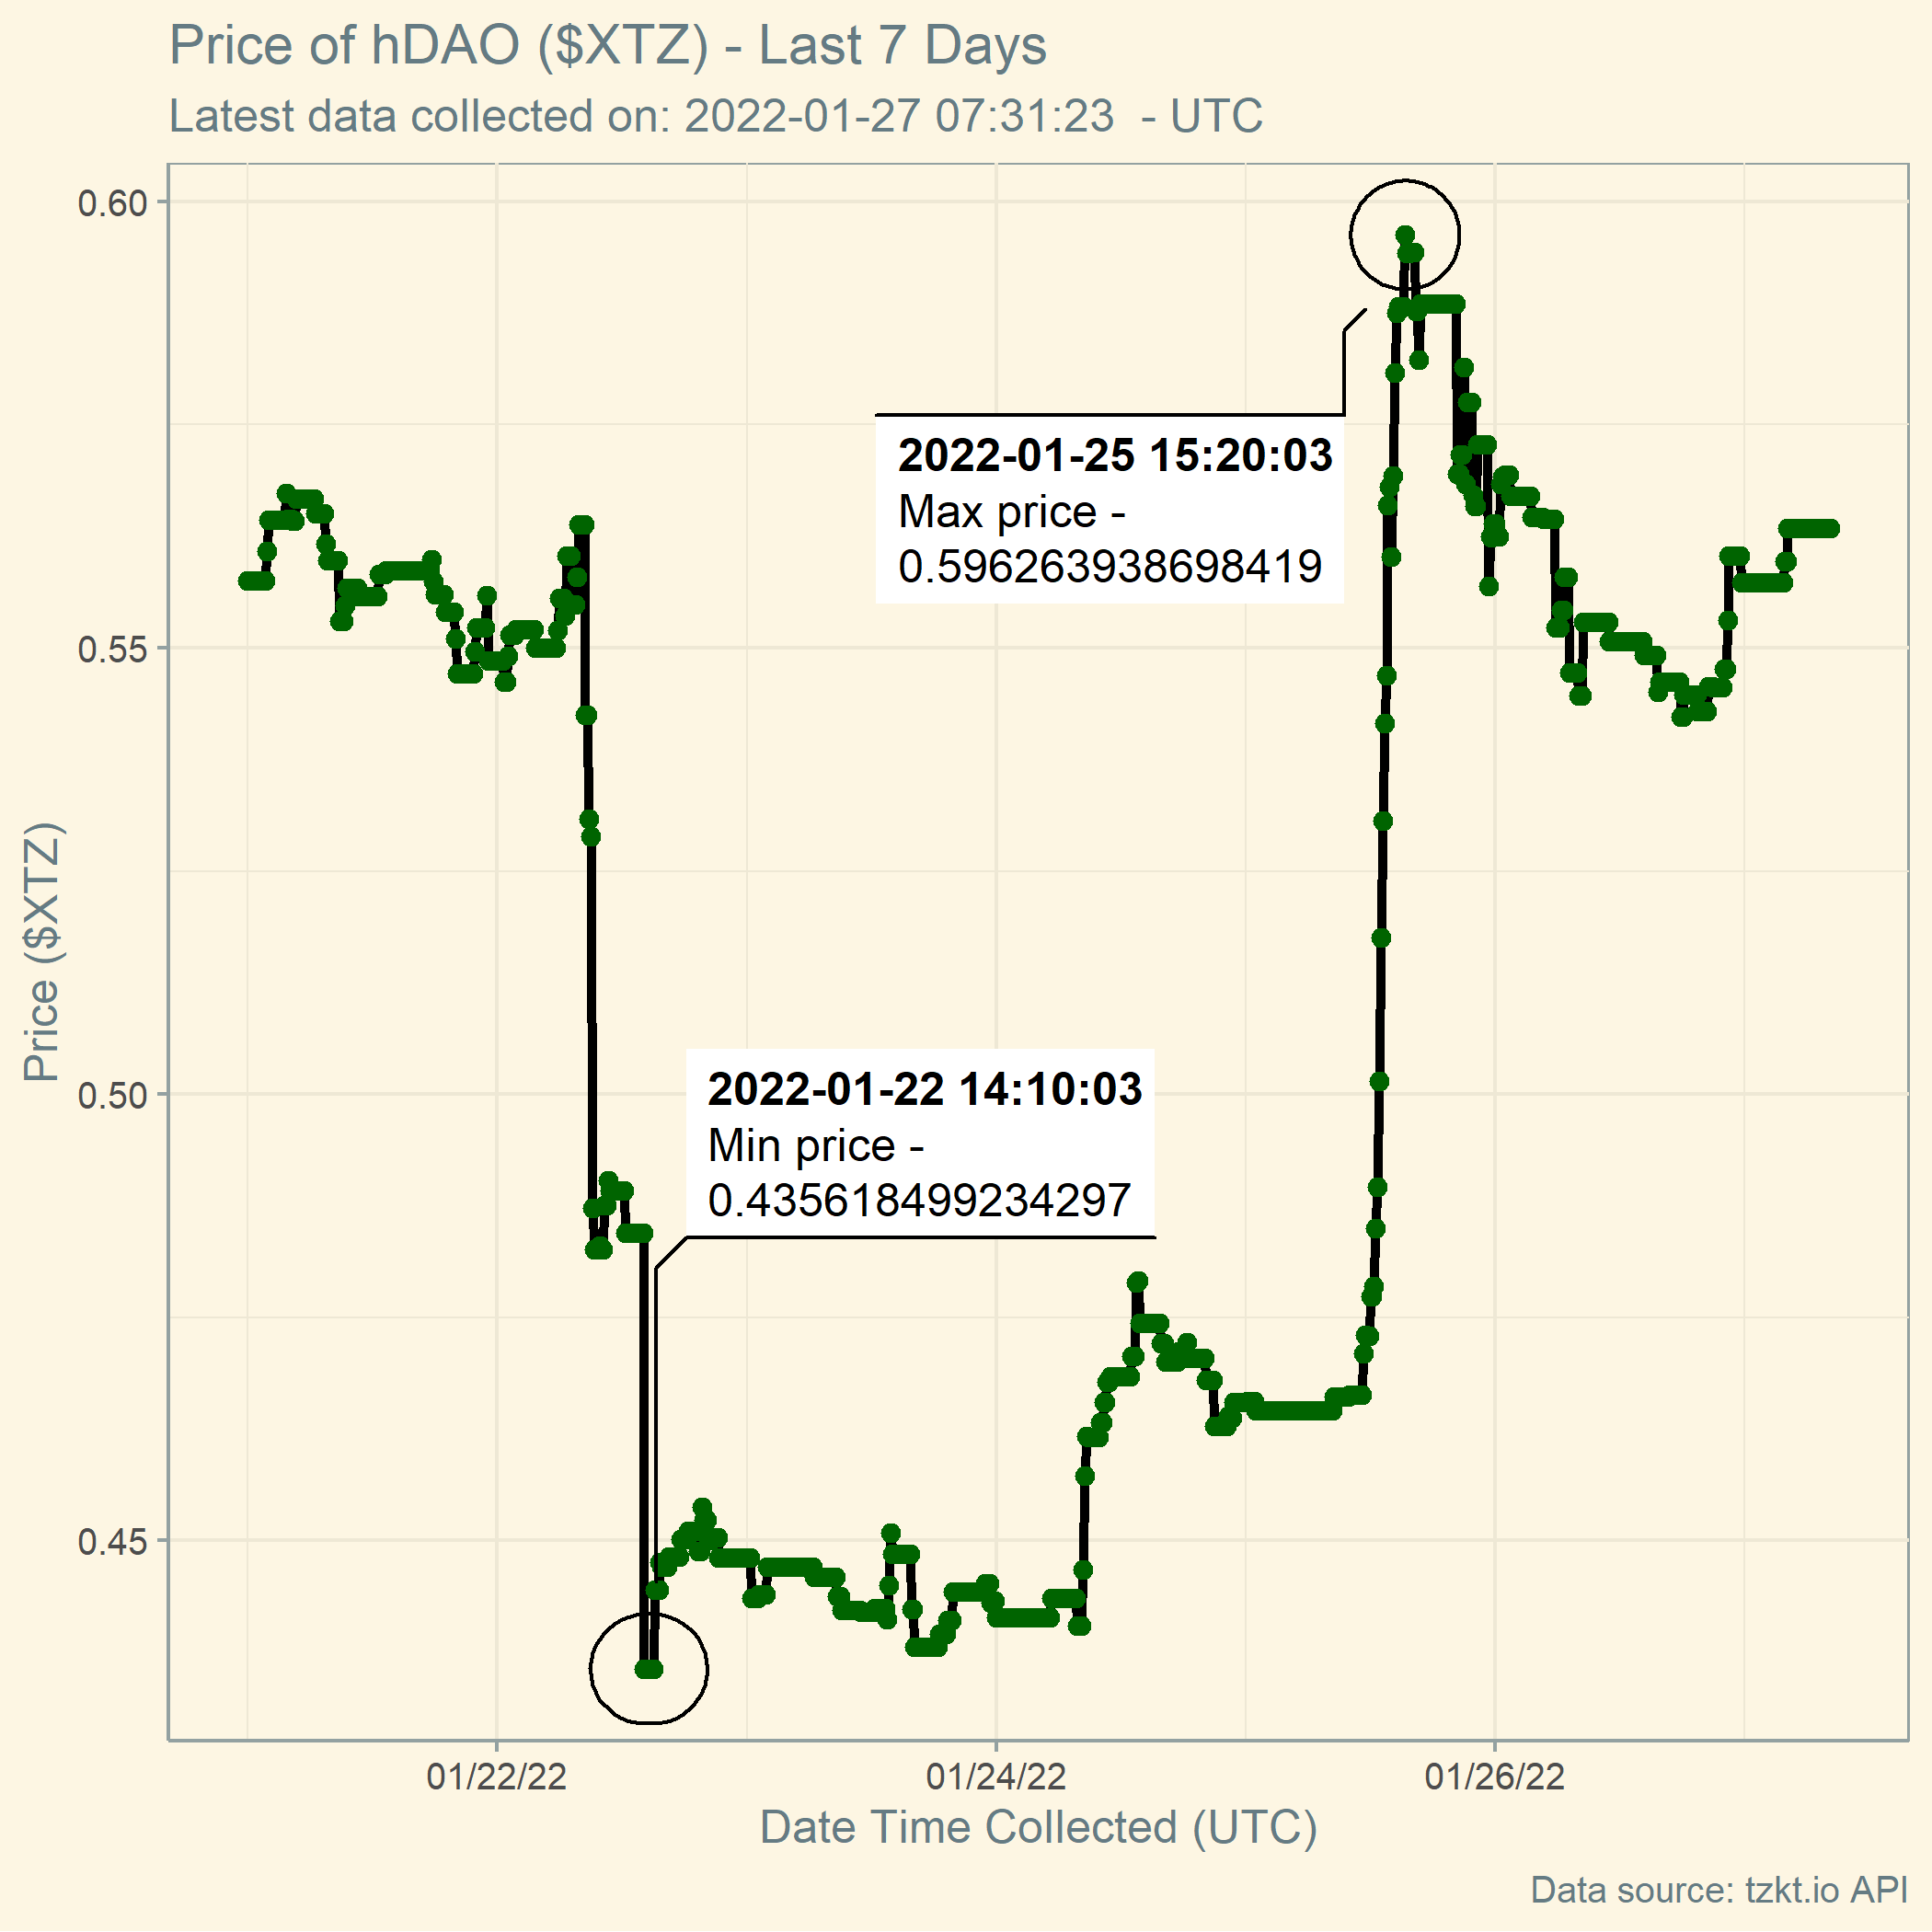 Price of hDAO ($XTZ) - Last 7 Days
Latest data collected on: 2022-01-27 07:31:23  - UTC
0.60
0.55
0.50
0.45
Price ($XTZ)
2022-01-25 15:20:03
Max price -
0.596263938698419
2022-01-22 14:10:03
Min price -
0.435618499234297
01/22/22
01/24/22
01/26/22
Date Time Collected (UTC)
Data source: tzkt.io API